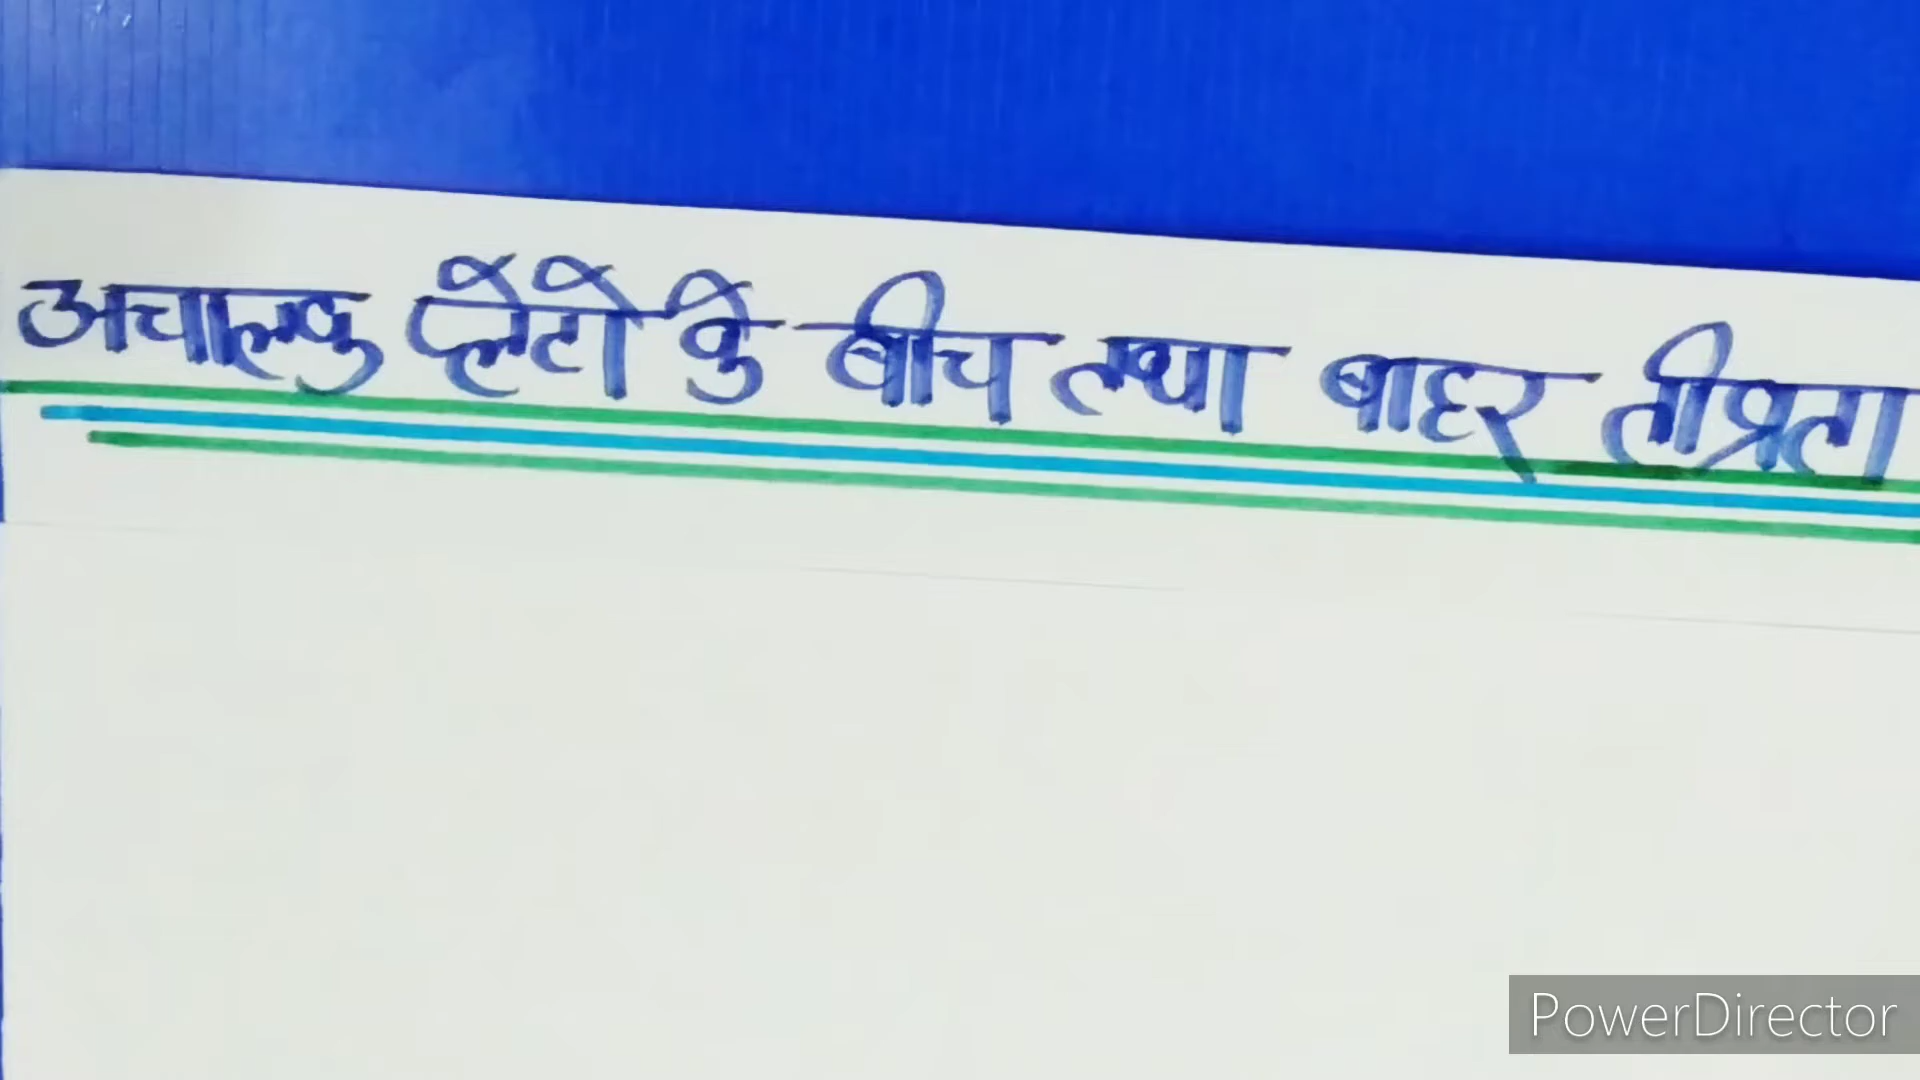 अचालक प्लेटो के बीच तथा बाहर तीव्रता
PowerDirector